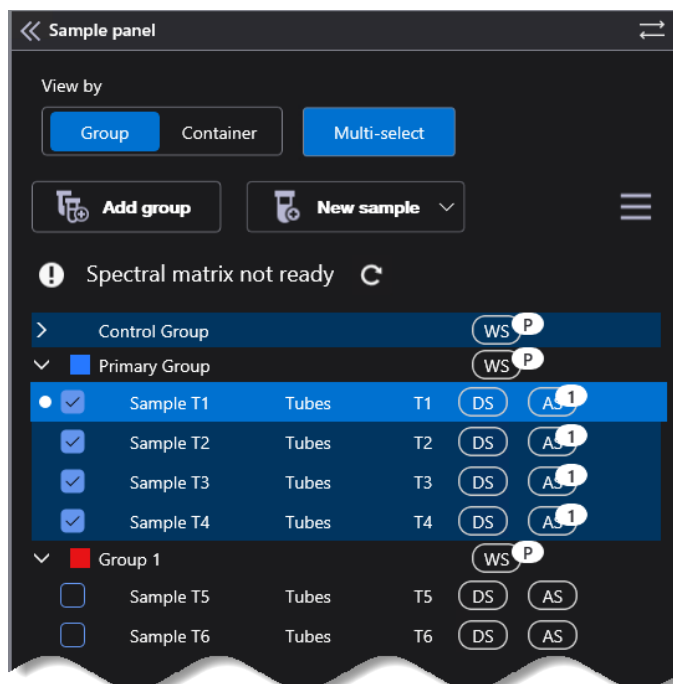 Sample panel
View by
Group Container Multi-select
Add group New sample
! Spectral matrix not ready
Control Group WS P
Primary Group WS P
Sample T1 Tubes T1 DS AS 1
Sample T2 Tubes T2 DS AS 1
Sample T3 Tubes T3 DS AS 1
Sample T4 Tubes T4 DS AS 1
Group 1 WS P
Sample T5 Tubes T5 DS AS
Sample T6 Tubes T6 DS AS